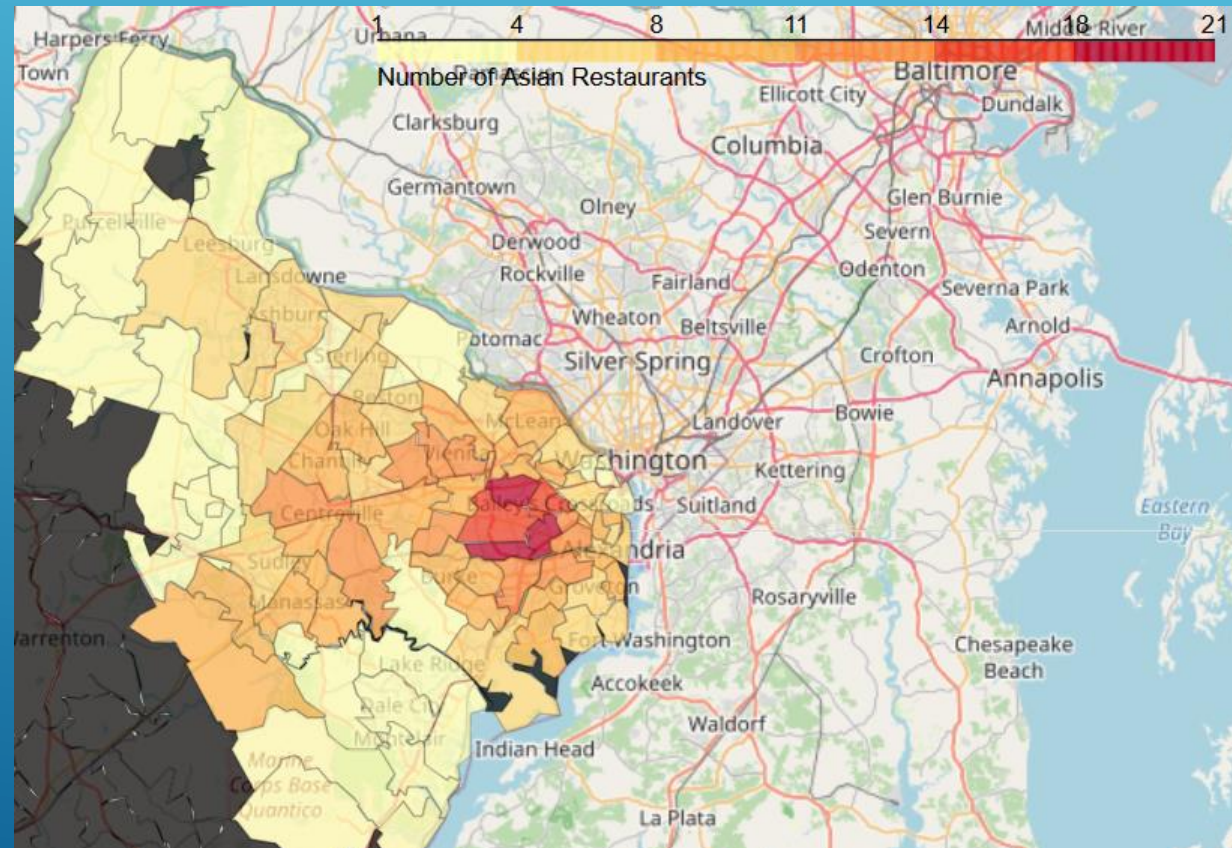 1 4 8 11 14 18 21
Number of Asian Restaurants
Harpers Ferry
Urbana
Middle River
Town
Damascus
Baltimore
Ellicott City
Dundalk
Clarksburg
Columbia
Germantown
Glen Burnie
Olney
Purcellville
Severn
Leesburg
Derwood
Lansdowne
Rockville
Fairland
Odenton
Severna Park
Ashburn
Wheaton
Beltsville
Arnold
Potomac
Sterling
Silver Spring
Crofton
Annapolis
Reston
McLean
Landover
Bowie
Oak Hill
Chantilly
Vienna
Washington
Kettering
Centreville
Bailey's Crossroads
Suitland
Eastern
Bay
Alexandria
Sudley
Burke
Groveton
Manassas
Rosaryville
Warrenton
Fort Washington
Chesapeake
Beach
Lake Ridge
Accokeek
Dale City
Waldorf
Montclair
Indian Head
Marine
Corps Base
Quantico
La Plata